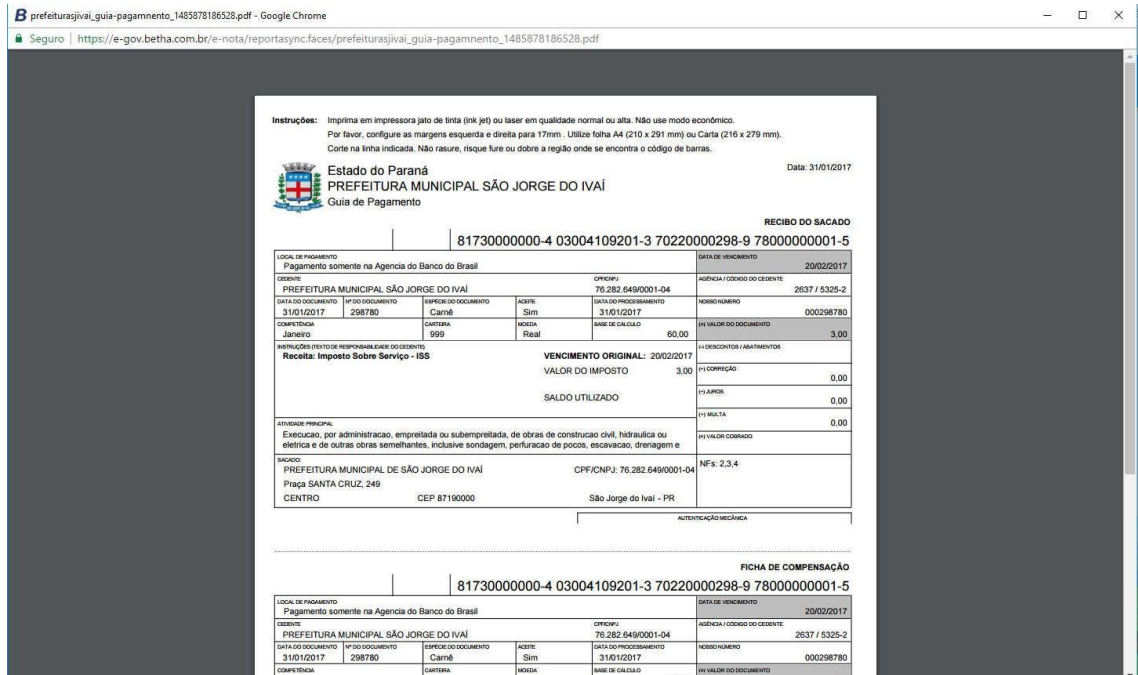 prefeiturasjivai_guia-pagamnento_1485878186528.pdf - Google Chrome
Seguro | https://e-gov.betha.com.br/e-nota/reportasync.faces/prefeiturasjivai_guia-pagamnento_1485878186528.pdf
Instruções: Imprima em impressora jato de tinta (ink jet) ou laser em qualidade normal ou alta. Não use modo econômico.
Por favor, configure as margens esquerda e direita para 17mm . Utilize folha A4 (210 x 291 mm) ou Carta (216 x 279 mm).
Corte na linha indicada. Não rasure, risque fure ou dobre a região onde se encontra o código de barras.
Estado do Paraná
Data: 31/01/2017
PREFEITURA MUNICIPAL SÃO JORGE DO IVAÍ
Guia de Pagamento
RECIBO DO SACADO
81730000000-4 03004109201-3 70220000298-9 78000000001-5
LOCAL DE PAGAMENTO DATA DE VENCIMENTO
Pagamento somente na Agencia do Banco do Brasil 20/02/2017
CEDENTE CPF/CNPJ AGÊNCIA / CÓDIGO DO CEDENTE
PREFEITURA MUNICIPAL SÃO JORGE DO IVAÍ 76.282.649/0001-04 2637 / 5325-2
DATA DO DOCUMENTO Nº DO DOCUMENTO ESPÉCIE DO DOCUMENTO ACEITE DATA DO PROCESSAMENTO NOSSO NÚMERO
31/01/2017 298780 Carnê Sim 31/01/2017 000298780
COMPETÊNCIA CARTEIRA MOEDA BASE DE CÁLCULO (=) VALOR DO DOCUMENTO
Janeiro 999 Real 60,00 3,00
INSTRUÇÕES (TEXTO DE RESPONSABILIDADE DO CEDENTE) (-) DESCONTOS / ABATIMENTOS
Receita: Imposto Sobre Serviço - ISS VENCIMENTO ORIGINAL: 20/02/2017
VALOR DO IMPOSTO 3,00 (+) CORREÇÃO
0,00
SALDO UTILIZADO (+) JUROS
0,00
(+) MULTA
0,00
ATIVIDADE PRINCIPAL
Execucao, por administracao, empreitada ou subempreitada, de obras de construcao civil, hidraulica ou (=) VALOR COBRADO
eletrica e de outras obras semelhantes, inclusive sondagem, perfuracao de pocos, escavacao, drenagem e
SACADO:
PREFEITURA MUNICIPAL DE SÃO JORGE DO IVAÍ CPF/CNPJ: 76.282.649/0001-04 NFs: 2,3,4
Praça SANTA CRUZ, 249
CENTRO CEP 87190000 São Jorge do Ivaí - PR
AUTENTICAÇÃO MECÂNICA
FICHA DE COMPENSAÇÃO
81730000000-4 03004109201-3 70220000298-9 78000000001-5
LOCAL DE PAGAMENTO DATA DE VENCIMENTO
Pagamento somente na Agencia do Banco do Brasil 20/02/2017
CEDENTE CPF/CNPJ AGÊNCIA / CÓDIGO DO CEDENTE
PREFEITURA MUNICIPAL SÃO JORGE DO IVAÍ 76.282.649/0001-04 2637 / 5325-2
DATA DO DOCUMENTO Nº DO DOCUMENTO ESPÉCIE DO DOCUMENTO ACEITE DATA DO PROCESSAMENTO NOSSO NÚMERO
31/01/2017 298780 Carnê Sim 31/01/2017 000298780
COMPETÊNCIA CARTEIRA MOEDA BASE DE CÁLCULO (=) VALOR DO DOCUMENTO